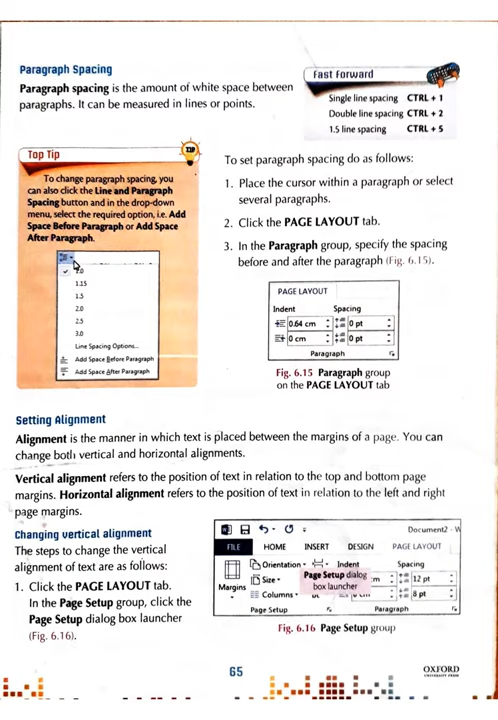 Paragraph Spacing
Paragraph spacing is the amount of white space between
paragraphs. It can be measured in lines or points.
Fast forward
Single line spacing CTRL + 1
Double line spacing CTRL + 2
1.5 line spacing CTRL + 5
Top Tip
TIP
To change paragraph spacing, you
can also click the Line and Paragraph
Spacing button and in the drop-down
menu, select the required option, i.e. Add
Space Before Paragraph or Add Space
After Paragraph.
1.0
1.15
1.5
2.0
2.5
3.0
Line Spacing Options...
Add Space Before Paragraph
Add Space After Paragraph
To set paragraph spacing do as follows:
1. Place the cursor within a paragraph or select
several paragraphs.
2. Click the PAGE LAYOUT tab.
3. In the Paragraph group, specify the spacing
before and after the paragraph (Fig. 6.15).
PAGE LAYOUT
Indent Spacing
0.64 cm 0 pt
0 cm 0 pt
Paragraph
Fig. 6.15 Paragraph group
on the PAGE LAYOUT tab
Setting Alignment
Alignment is the manner in which text is placed between the margins of a page. You can
change both vertical and horizontal alignments.
Vertical alignment refers to the position of text in relation to the top and bottom page
margins. Horizontal alignment refers to the position of text in relation to the left and right
page margins.
Changing vertical alignment
The steps to change the vertical
alignment of text are as follows:
1. Click the PAGE LAYOUT tab.
In the Page Setup group, click the
Page Setup dialog box launcher
(Fig. 6.16).
Document2 - W
FILE HOME INSERT DESIGN PAGE LAYOUT
Orientation Indent Spacing
Size Page Setup dialog cm 12 pt
Margins box launcher
Columns 0 cm 8 pt
Page Setup Paragraph
Fig. 6.16 Page Setup group
65
OXFORD
UNIVERSITY PRESS